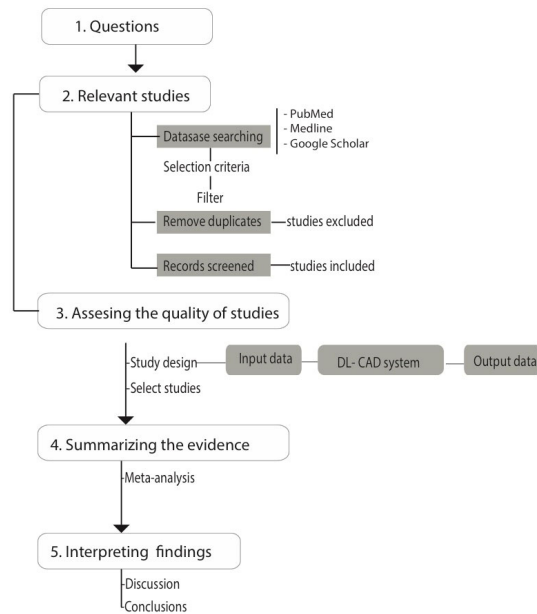 1. Questions
2. Relevant studies
Datasase searching
- PubMed
- Medline
- Google Scholar
Selection criteria
Filter
Remove duplicates
studies excluded
Records screened
studies included
3. Assesing the quality of studies
Study design
Input data
DL- CAD system
Output data
Select studies
4. Summarizing the evidence
Meta-analysis
5. Interpreting findings
Discussion
Conclusions